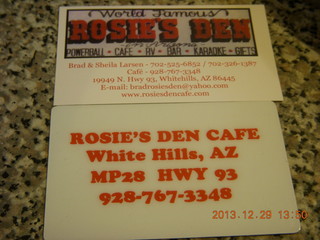 (World Famous)
ROSIE'S DEN
POWERBALL - CAFE - RV - BAR - KARAOKE - GIFTS
Brad & Sheila Larsen - 702-525-6852 / 702-326-1387
Café - 928-767-3348
19949 N. Hwy 93, Whitehills, AZ 86445
E-mail: bradrosiesden@yahoo.com
www.rosiesdencafe.com
ROSIE'S DEN CAFE
White Hills, AZ
MP28 HWY 93
928-767-3348
2013.12.29 13:50